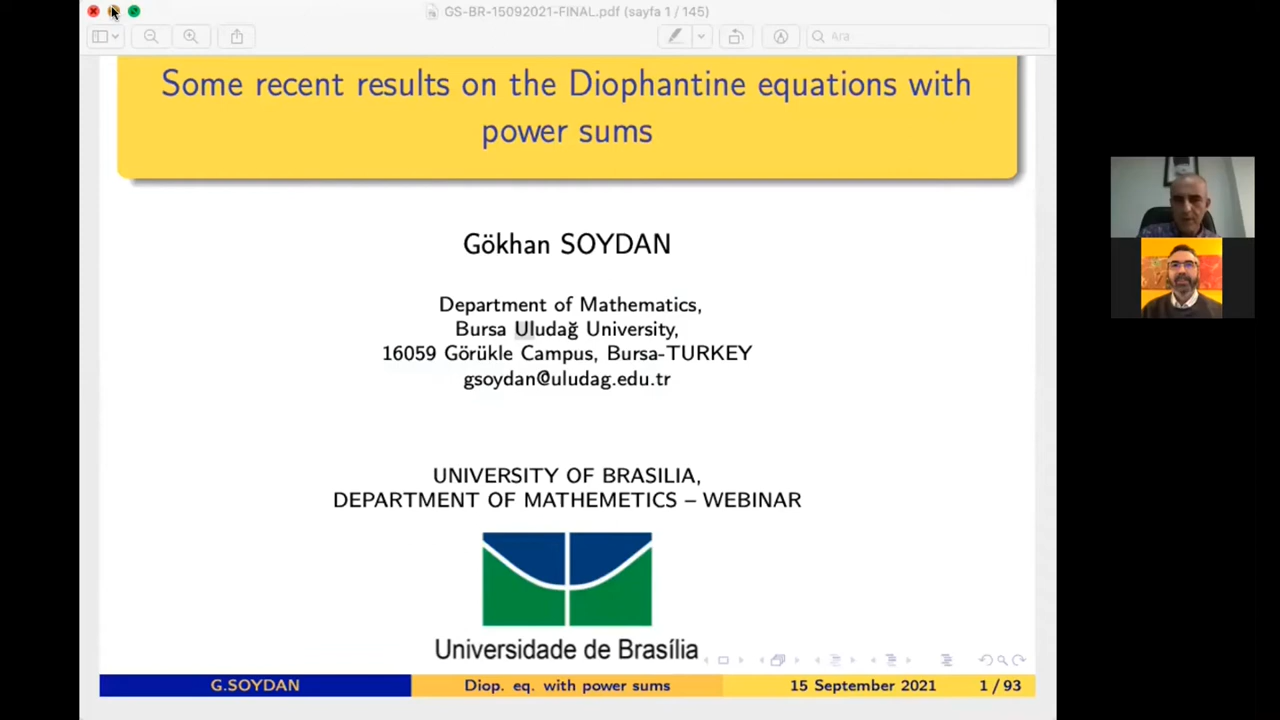 GS-BR-15092021-FINAL.pdf (sayfa 1 / 145)
Ara
Some recent results on the Diophantine equations with
power sums
Gökhan SOYDAN
Department of Mathematics,
Bursa Uludağ University,
16059 Görükle Campus, Bursa-TURKEY
gsoydan@uludag.edu.tr
UNIVERSITY OF BRASILIA,
DEPARTMENT OF MATHEMETICS – WEBINAR
Universidade de Brasília
G.SOYDAN
Diop. eq. with power sums
15 September 2021
1 / 93